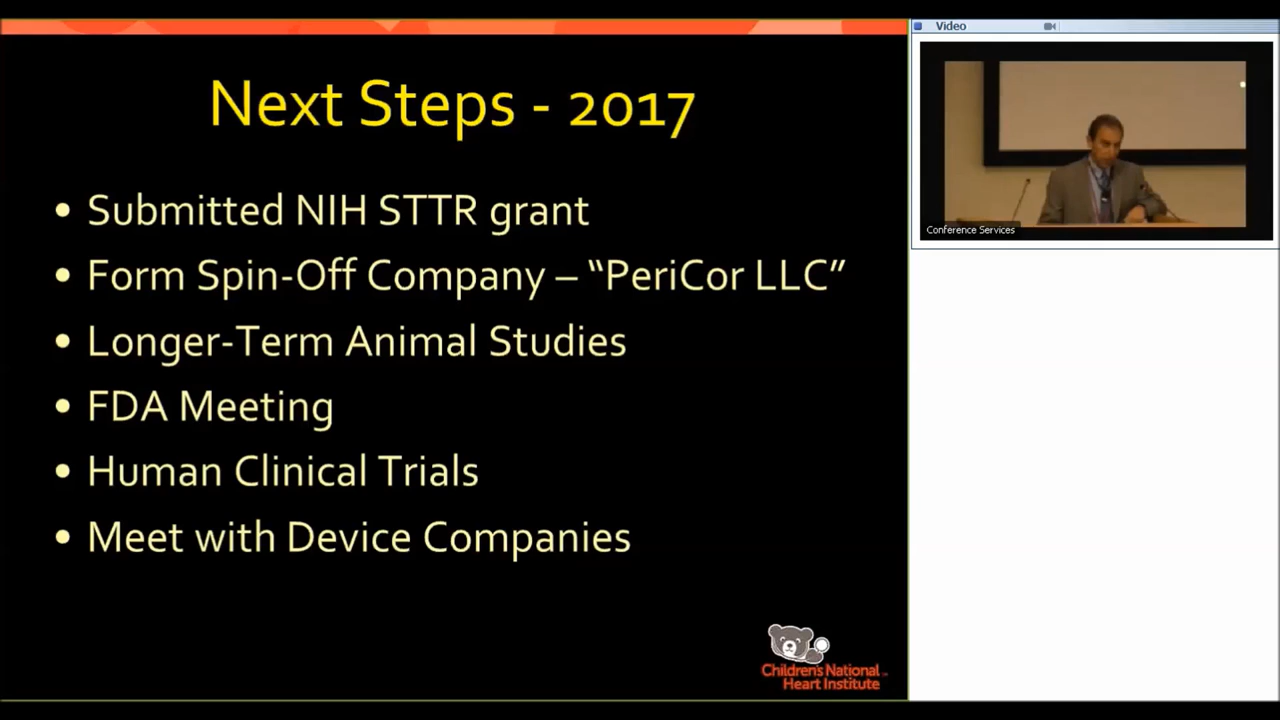 Next Steps - 2017
• Submitted NIH STTR grant
• Form Spin-Off Company – “PeriCor LLC”
• Longer-Term Animal Studies
• FDA Meeting
• Human Clinical Trials
• Meet with Device Companies
Children's National
Heart Institute
Video
Conference Services